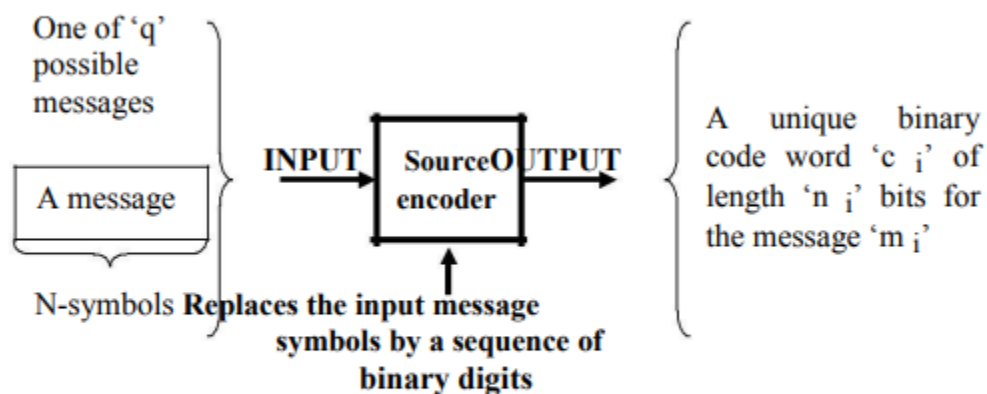 One of ‘q’
possible
messages
A message
N-symbols
INPUT
Source
encoder
OUTPUT
Replaces the input message
symbols by a sequence of
binary digits
A unique binary
code word ‘c i’ of
length ‘n i’ bits for
the message ‘m i’